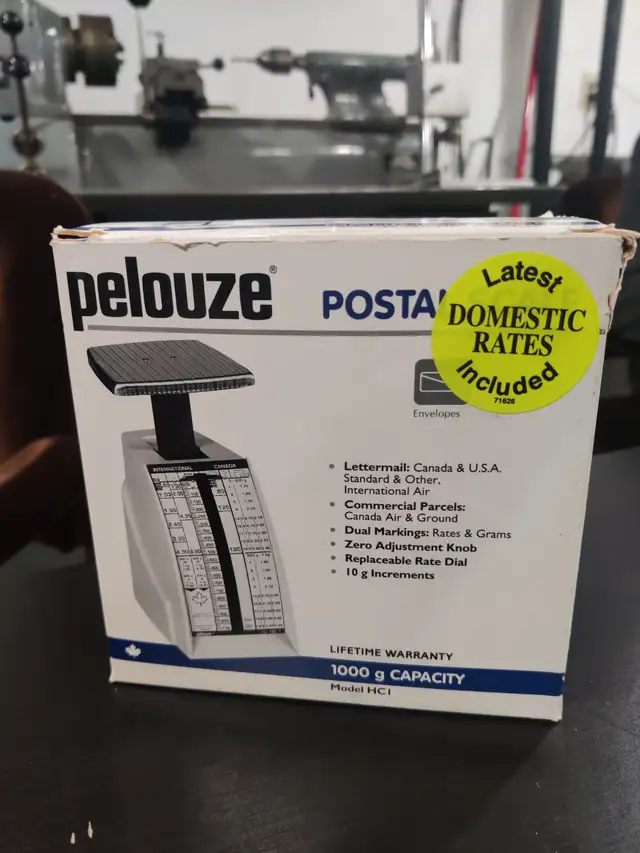 pelouze®
POSTAL SCALE
Latest
DOMESTIC
RATES
Included
71626
Envelopes
INTERNATIONAL CANADA
• Lettermail: Canada & U.S.A.
Standard & Other,
International Air
• Commercial Parcels:
Canada Air & Ground
• Dual Markings: Rates & Grams
• Zero Adjustment Knob
• Replaceable Rate Dial
• 10 g Increments
LIFETIME WARRANTY
1000 g CAPACITY
Model HC1